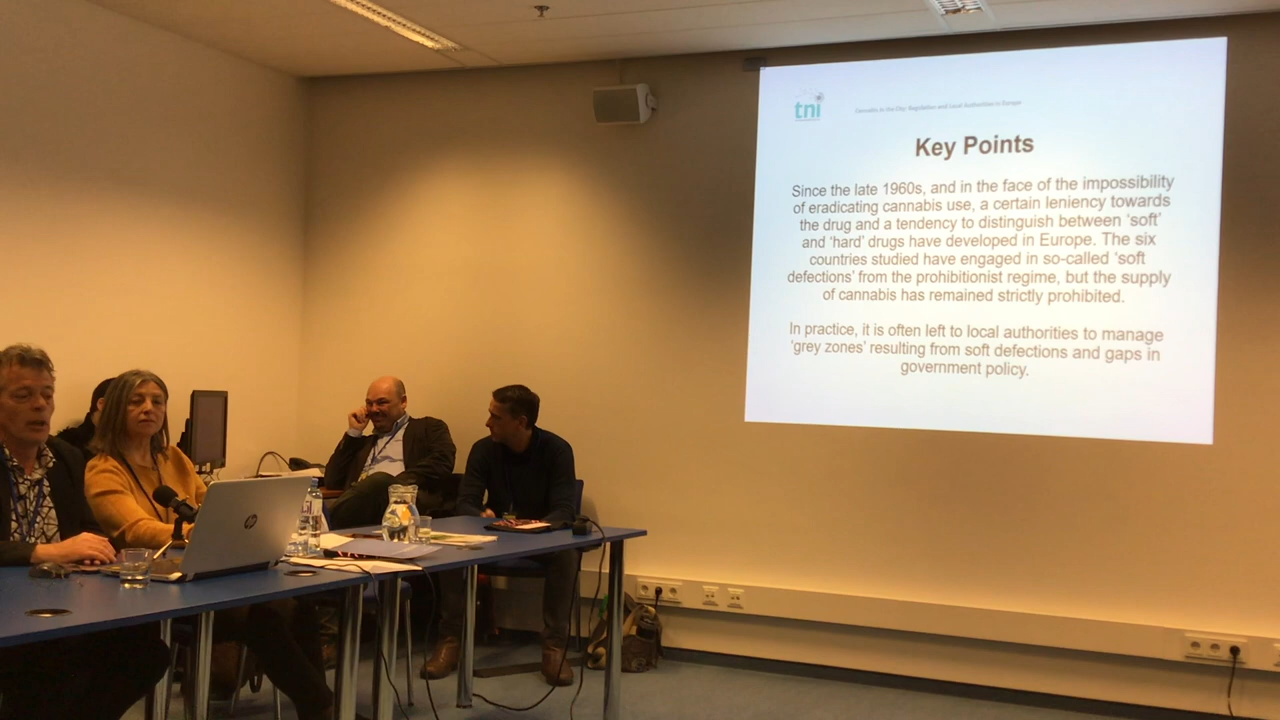 tni
Cannabis in the City: Regulation and Local Authorities in Europe
Key Points
Since the late 1960s, and in the face of the impossibility
of eradicating cannabis use, a certain leniency towards
the drug and a tendency to distinguish between ‘soft’
and ‘hard’ drugs have developed in Europe. The six
countries studied have engaged in so-called ‘soft
defections’ from the prohibitionist regime, but the supply
of cannabis has remained strictly prohibited.
In practice, it is often left to local authorities to manage
‘grey zones’ resulting from soft defections and gaps in
government policy.
hp